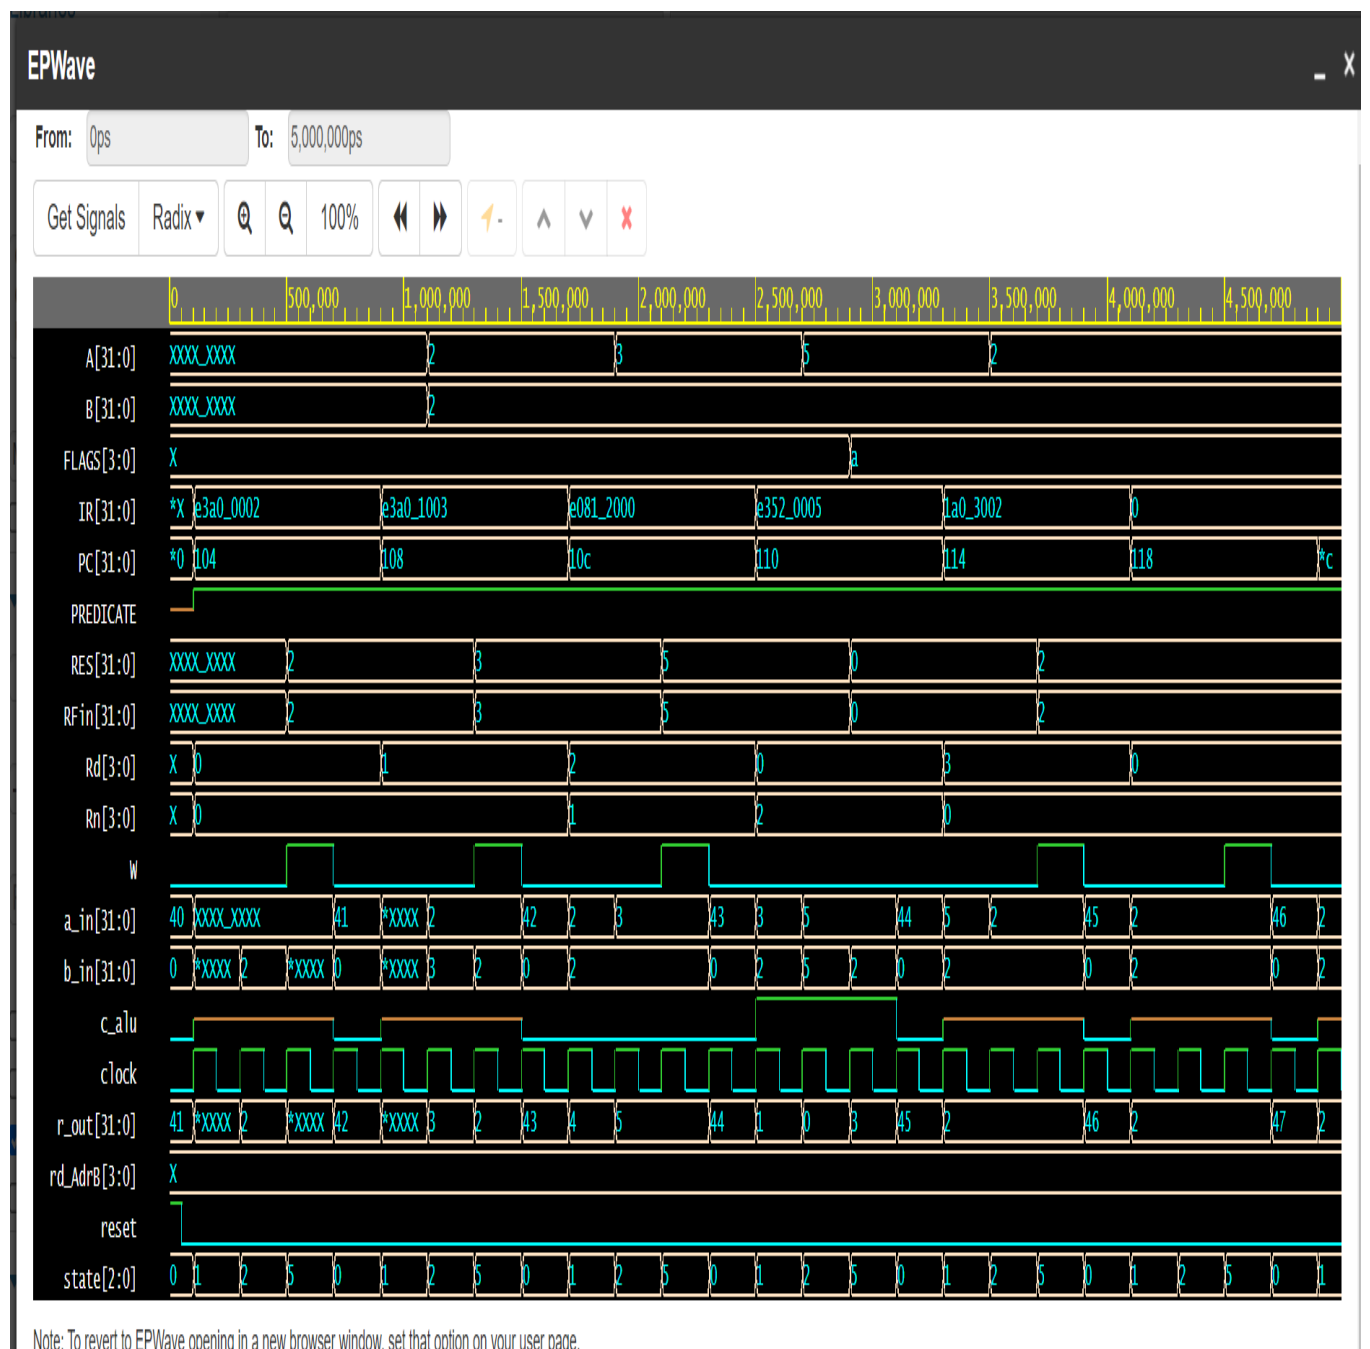 EPWave
From: 0ps To: 5,000,000ps
Get Signals Radix 100% -
0 500,000 1,000,000 1,500,000 2,000,000 2,500,000 3,000,000 3,500,000 4,000,000 4,500,000
A[31:0] XXXX_XXXX 2 3 5 2
B[31:0] XXXX_XXXX 2
FLAGS[3:0] X a
IR[31:0] *X e3a0_0002 e3a0_1003 e081_2000 e352_0005 1a0_3002 0
PC[31:0] *0 104 108 10c 110 114 118 *c
PREDICATE
RES[31:0] XXXX_XXXX 2 3 5 0 2
RFin[31:0] XXXX_XXXX 2 3 5 0 2
Rd[3:0] X 0 1 2 0 3 0
Rn[3:0] X 0 1 2 0
W
a_in[31:0] 40 XXXX_XXXX 41 *XXXX 2 42 2 3 43 3 5 44 5 2 45 2 46 2
b_in[31:0] 0 *XXXX 2 *XXXX 0 *XXXX 3 2 0 2 0 2 5 2 0 2 0 2 0 2
c_alu
clock
r_out[31:0] 41 *XXXX 2 *XXXX 42 *XXXX 3 2 43 4 5 44 1 0 3 45 2 46 2 47 2
rd_AdrB[3:0] X
reset
state[2:0] 0 1 2 5 0 1 2 5 0 1 2 5 0 1 2 5 0 1 2 5 0 1 2 5 0 1
Note: To revert to EPWave opening in a new browser window, set that option on your user page.